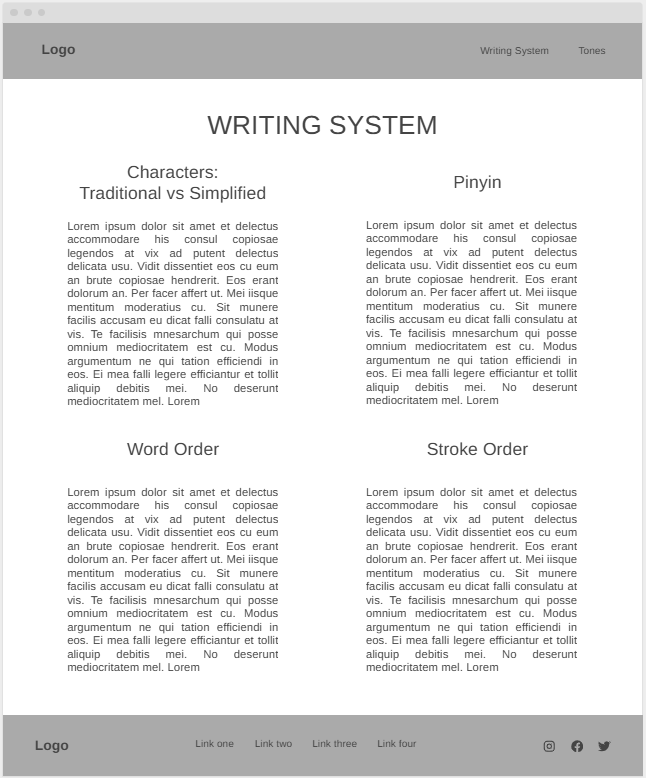 Logo
Writing System
Tones
WRITING SYSTEM
Characters:
Traditional vs Simplified
Lorem ipsum dolor sit amet et delectus
accommodare his consul copiosae
legendos at vix ad putent delectus
delicata usu. Vidit dissentiet eos cu eum
an brute copiosae hendrerit. Eos erant
dolorum an. Per facer affert ut. Mei iisque
mentitum moderatius cu. Sit munere
facilis accusam eu dicat falli consulatu at
vis. Te facilisis mnesarchum qui posse
omnium mediocritatem est cu. Modus
argumentum ne qui tation efficiendi in
eos. Ei mea falli legere efficiantur et tollit
aliquip debitis mei. No deserunt
mediocritatem mel. Lorem
Pinyin
Lorem ipsum dolor sit amet et delectus
accommodare his consul copiosae
legendos at vix ad putent delectus
delicata usu. Vidit dissentiet eos cu eum
an brute copiosae hendrerit. Eos erant
dolorum an. Per facer affert ut. Mei iisque
mentitum moderatius cu. Sit munere
facilis accusam eu dicat falli consulatu at
vis. Te facilisis mnesarchum qui posse
omnium mediocritatem est cu. Modus
argumentum ne qui tation efficiendi in
eos. Ei mea falli legere efficiantur et tollit
aliquip debitis mei. No deserunt
mediocritatem mel. Lorem
Word Order
Lorem ipsum dolor sit amet et delectus
accommodare his consul copiosae
legendos at vix ad putent delectus
delicata usu. Vidit dissentiet eos cu eum
an brute copiosae hendrerit. Eos erant
dolorum an. Per facer affert ut. Mei iisque
mentitum moderatius cu. Sit munere
facilis accusam eu dicat falli consulatu at
vis. Te facilisis mnesarchum qui posse
omnium mediocritatem est cu. Modus
argumentum ne qui tation efficiendi in
eos. Ei mea falli legere efficiantur et tollit
aliquip debitis mei. No deserunt
mediocritatem mel. Lorem
Stroke Order
Lorem ipsum dolor sit amet et delectus
accommodare his consul copiosae
legendos at vix ad putent delectus
delicata usu. Vidit dissentiet eos cu eum
an brute copiosae hendrerit. Eos erant
dolorum an. Per facer affert ut. Mei iisque
mentitum moderatius cu. Sit munere
facilis accusam eu dicat falli consulatu at
vis. Te facilisis mnesarchum qui posse
omnium mediocritatem est cu. Modus
argumentum ne qui tation efficiendi in
eos. Ei mea falli legere efficiantur et tollit
aliquip debitis mei. No deserunt
mediocritatem mel. Lorem
Logo
Link one
Link two
Link three
Link four